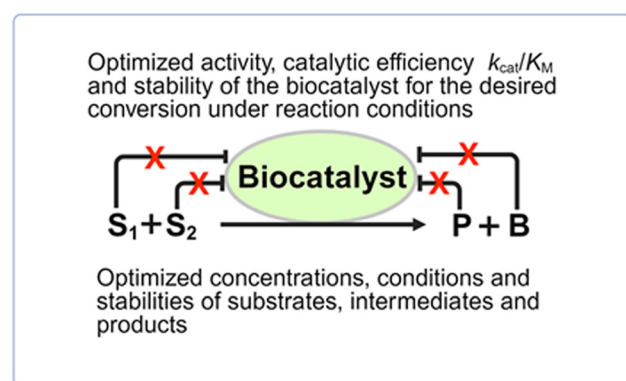 Optimized activity, catalytic efficiency kcat/KM
and stability of the biocatalyst for the desired
conversion under reaction conditions
X X
Biocatalyst
X X
S1+S2 P+B
Optimized concentrations, conditions and
stabilities of substrates, intermediates and
products